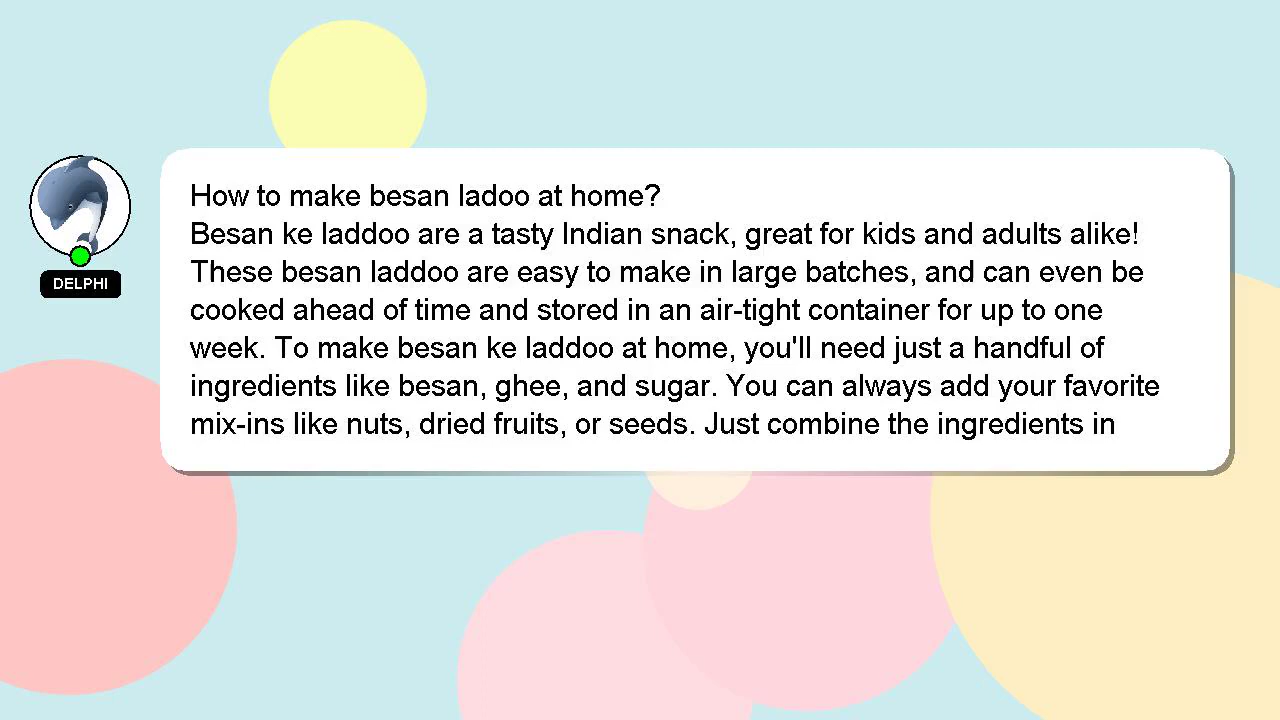 How to make besan ladoo at home?
Besan ke laddoo are a tasty Indian snack, great for kids and adults alike!
These besan laddoo are easy to make in large batches, and can even be
cooked ahead of time and stored in an air-tight container for up to one
week. To make besan ke laddoo at home, you'll need just a handful of
ingredients like besan, ghee, and sugar. You can always add your favorite
mix-ins like nuts, dried fruits, or seeds. Just combine the ingredients in
DELPHI